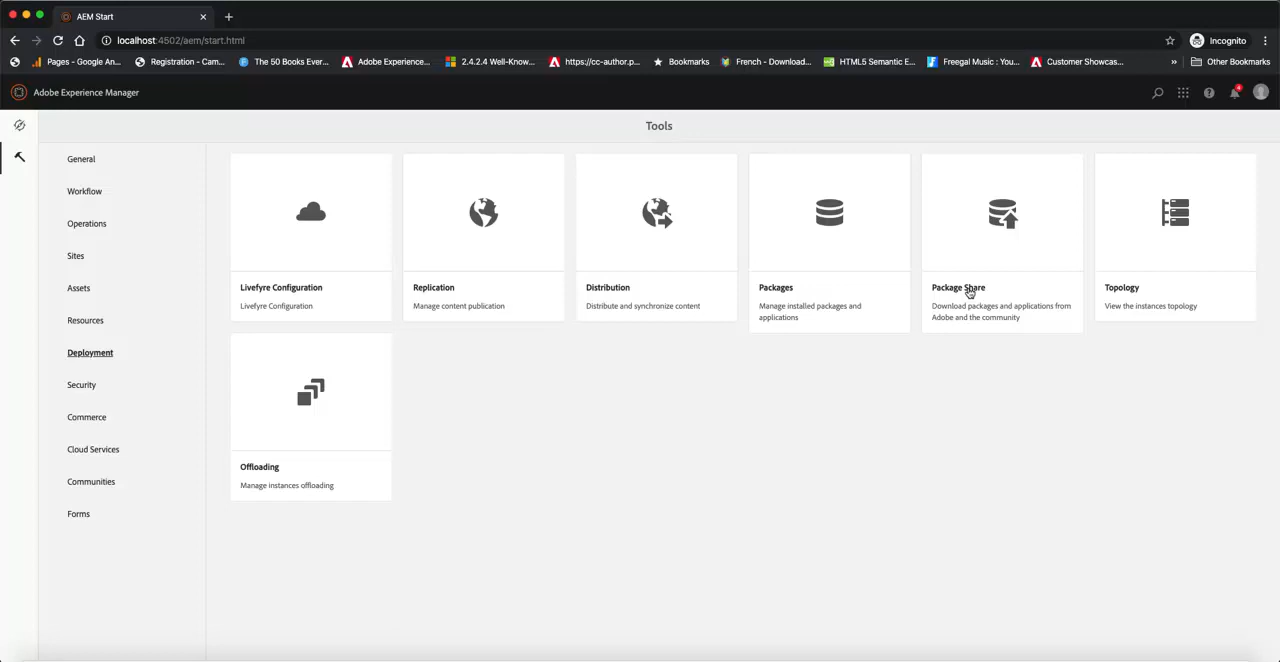 AEM Start
localhost:4502/aem/start.html
Incognito
Pages - Google An...
Registration - Cam...
The 50 Books Ever...
Adobe Experience...
2.4.2.4 Well-Know...
https://cc-author.p...
Bookmarks
French - Download...
HTML5 Semantic E...
Freegal Music : You...
Customer Showcas...
»
Other Bookmarks
Adobe Experience Manager
Tools
General
Workflow
Operations
Sites
Assets
Resources
Deployment
Security
Commerce
Cloud Services
Communities
Forms
Livefyre Configuration
Livefyre Configuration
Replication
Manage content publication
Distribution
Distribute and synchronize content
Packages
Manage installed packages and
applications
Package Share
Download packages and applications from
Adobe and the community
Topology
View the instances topology
Offloading
Manage instances offloading